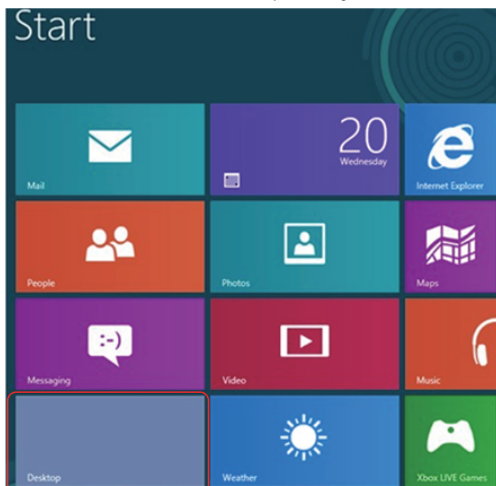 Start
Mail
20
Wednesday
Internet Explorer
People
Photos
Maps
:-)
Messaging
Video
Music
Desktop
Weather
Xbox LIVE Games